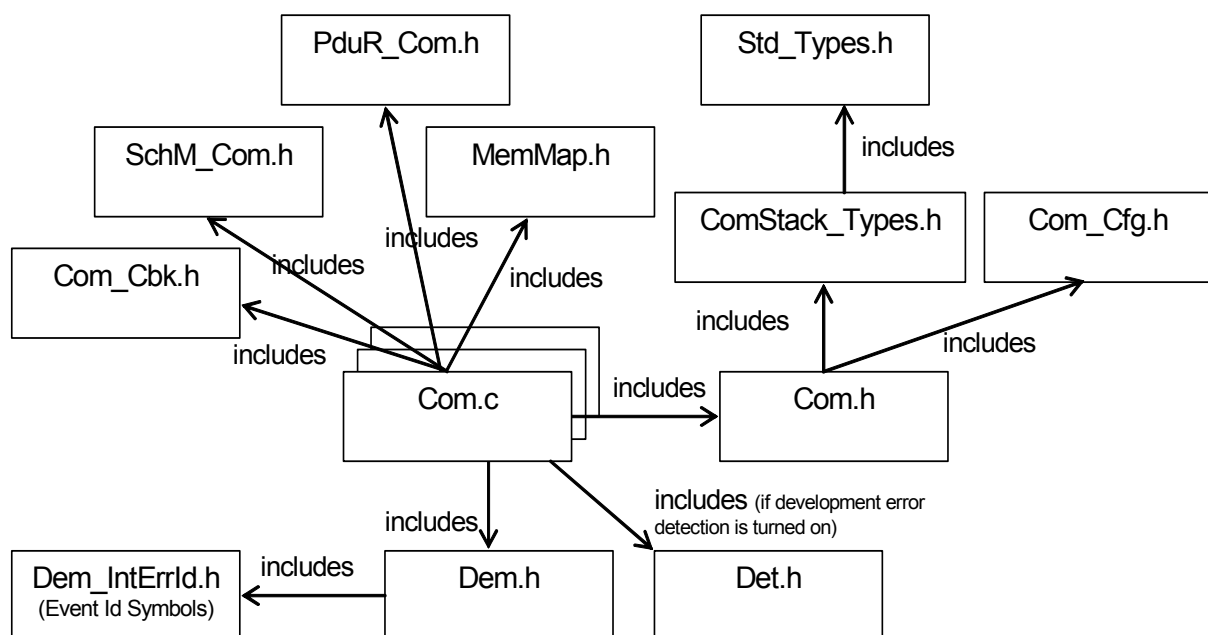 PduR_Com.h
Std_Types.h
SchM_Com.h
MemMap.h
includes
ComStack_Types.h
Com_Cfg.h
includes
includes
Com_Cbk.h
includes
includes
includes
includes
Com.c
includes
Com.h
includes (if development error
detection is turned on)
includes
Dem_IntErrId.h
(Event Id Symbols)
includes
Dem.h
Det.h